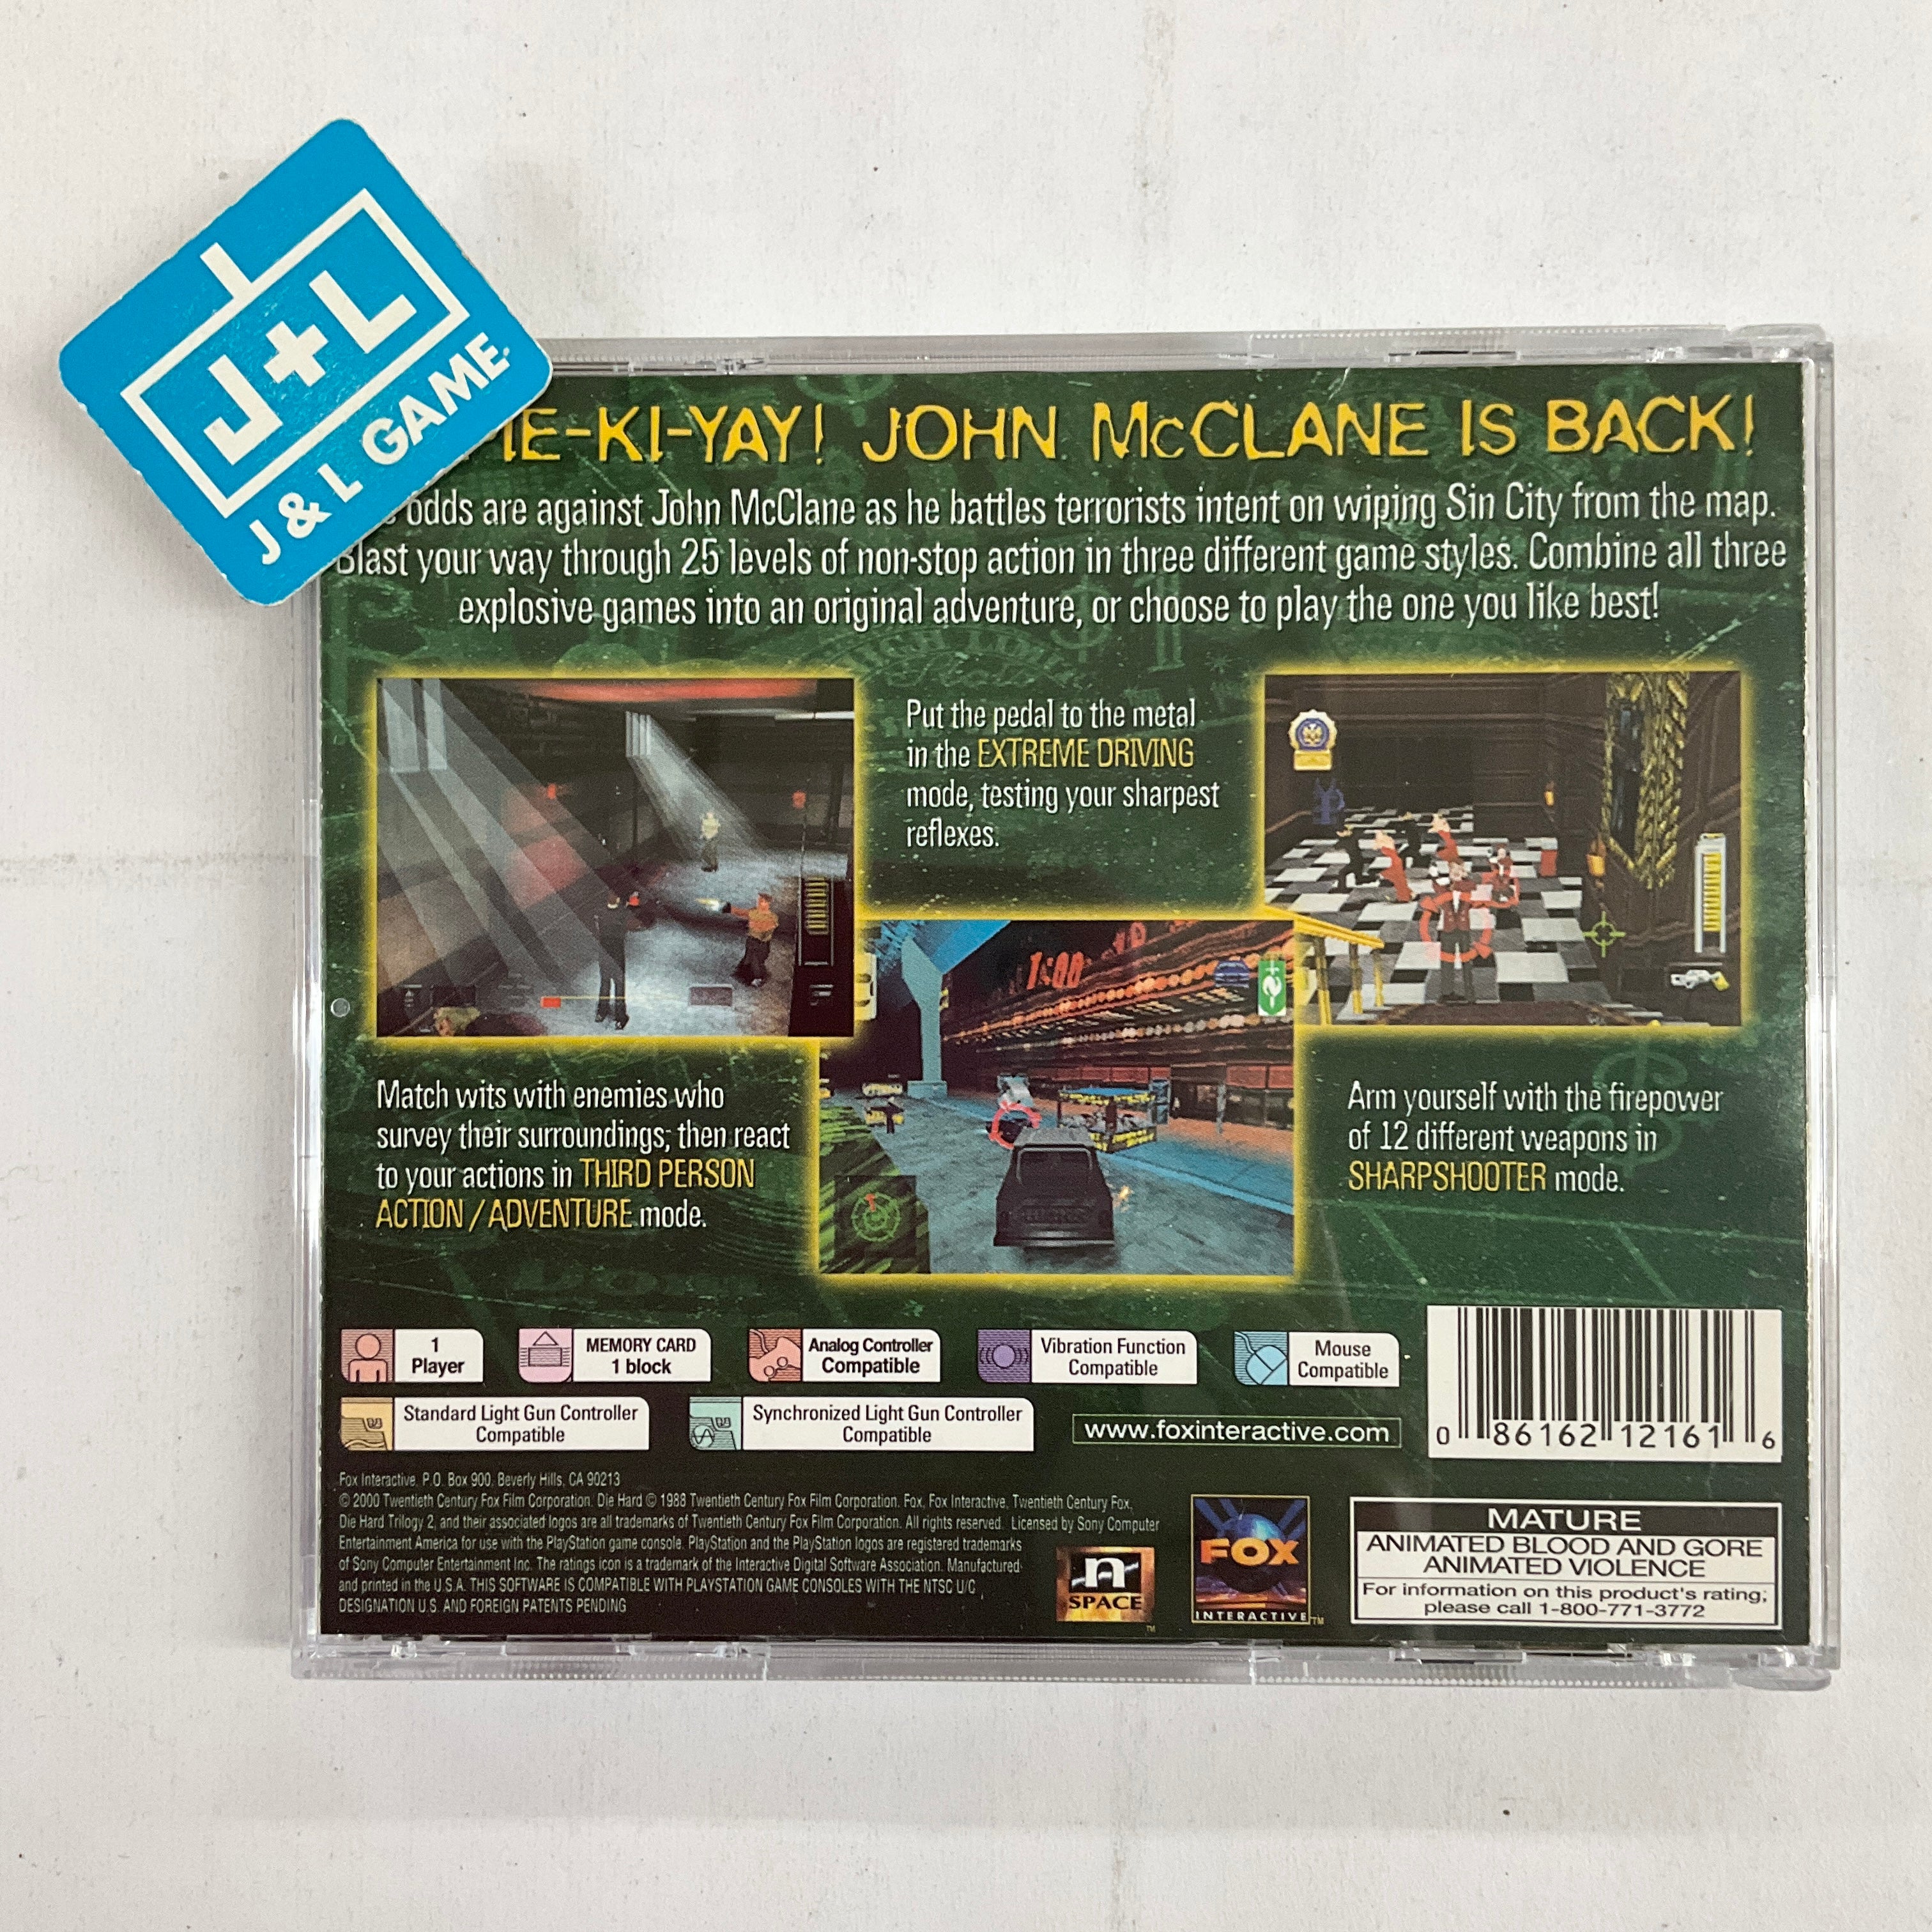 J+L
J & L GAME
PIE-KI-YAY! JOHN McCLANE IS BACK!
odds are against John McClane as he battles terrorists intent on wiping Sin City from the map.
Blast your way through 25 levels of non-stop action in three different game styles. Combine all three
explosive games into an original adventure, or choose to play the one you like best!
Put the pedal to the metal
in the EXTREME DRIVING
mode, testing your sharpest
reflexes.
1:00
Match wits with enemies who
survey their surroundings; then react
to your actions in THIRD PERSON
ACTION / ADVENTURE mode.
Arm yourself with the firepower
of 12 different weapons in
SHARPSHOOTER mode.
1
Player
MEMORY CARD
1 block
Analog Controller
Compatible
Vibration Function
Compatible
Mouse
Compatible
Standard Light Gun Controller
Compatible
Synchronized Light Gun Controller
Compatible
www.foxinteractive.com
0 86162 12161 6
Fox Interactive, P.O. Box 900, Beverly Hills, CA 90213
© 2000 Twentieth Century Fox Film Corporation. Die Hard © 1988 Twentieth Century Fox Film Corporation. Fox, Fox Interactive, Twentieth Century Fox,
Die Hard Trilogy 2, and their associated logos are all trademarks of Twentieth Century Fox Film Corporation. All rights reserved. Licensed by Sony Computer
Entertainment America for use with the PlayStation game console. PlayStation and the PlayStation logos are registered trademarks
of Sony Computer Entertainment Inc. The ratings icon is a trademark of the Interactive Digital Software Association. Manufactured
and printed in the U.S.A. THIS SOFTWARE IS COMPATIBLE WITH PLAYSTATION GAME CONSOLES WITH THE NTSC U/C
DESIGNATION U.S. AND FOREIGN PATENTS PENDING
n
SPACE
TM
FOX
INTERACTIVE
TM
MATURE
ANIMATED BLOOD AND GORE
ANIMATED VIOLENCE
For information on this product's rating;
please call 1-800-771-3772